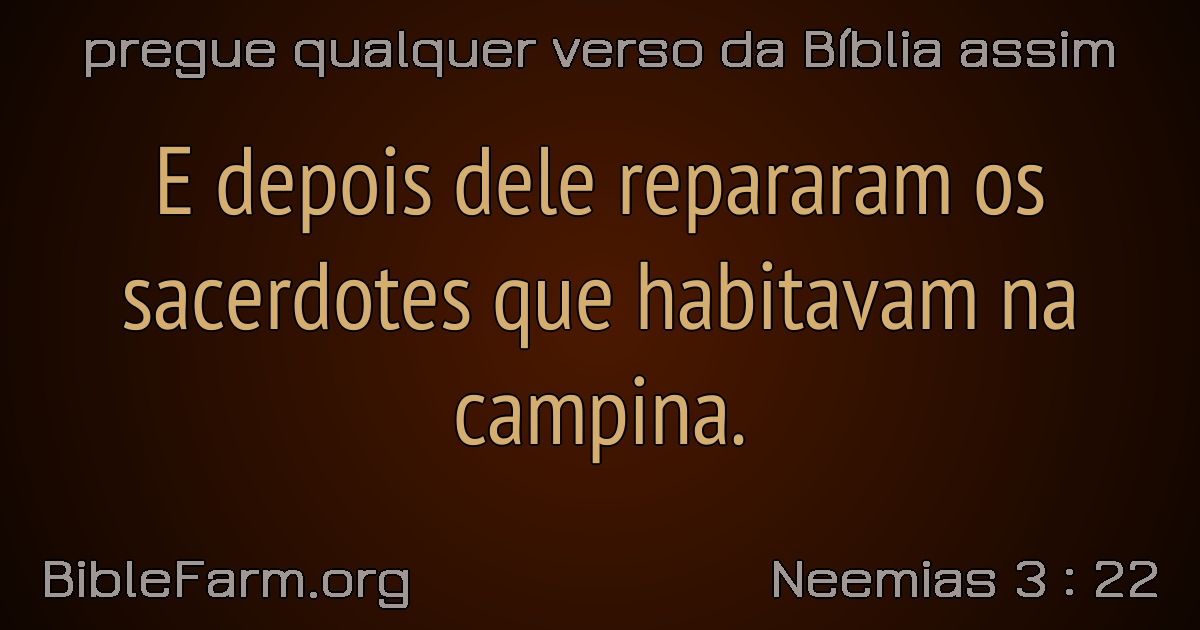 pregue qualquer verso da Bíblia assim
E depois dele repararam os
sacerdotes que habitavam na
campina.
BibleFarm.org
Neemias 3 : 22